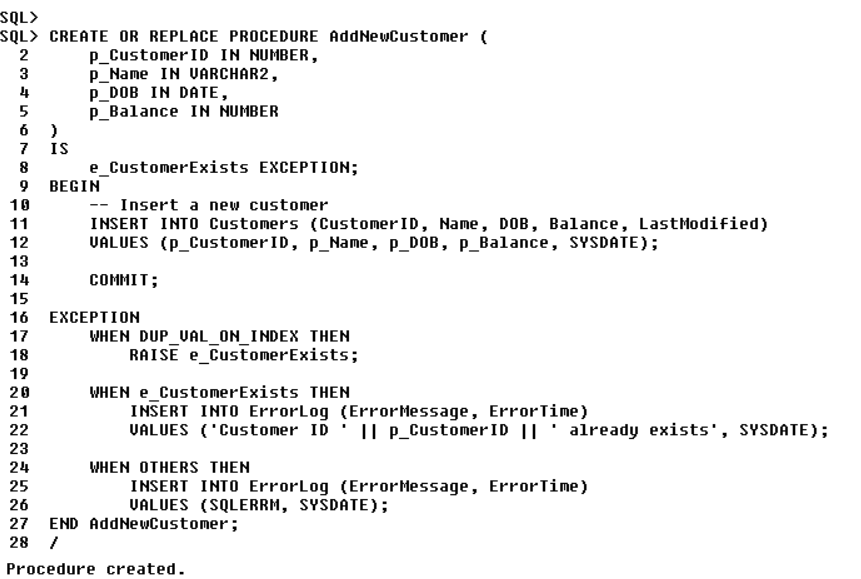 SQL>
SQL> CREATE OR REPLACE PROCEDURE AddNewCustomer (
  2      p_CustomerID IN NUMBER,
  3      p_Name IN VARCHAR2,
  4      p_DOB IN DATE,
  5      p_Balance IN NUMBER
  6  )
  7  IS
  8      e_CustomerExists EXCEPTION;
  9  BEGIN
 10      -- Insert a new customer
 11      INSERT INTO Customers (CustomerID, Name, DOB, Balance, LastModified)
 12      VALUES (p_CustomerID, p_Name, p_DOB, p_Balance, SYSDATE);
 13
 14      COMMIT;
 15
 16  EXCEPTION
 17      WHEN DUP_VAL_ON_INDEX THEN
 18          RAISE e_CustomerExists;
 19
 20      WHEN e_CustomerExists THEN
 21          INSERT INTO ErrorLog (ErrorMessage, ErrorTime)
 22          VALUES ('Customer ID ' || p_CustomerID || ' already exists', SYSDATE);
 23
 24      WHEN OTHERS THEN
 25          INSERT INTO ErrorLog (ErrorMessage, ErrorTime)
 26          VALUES (SQLERRM, SYSDATE);
 27  END AddNewCustomer;
 28  /
Procedure created.